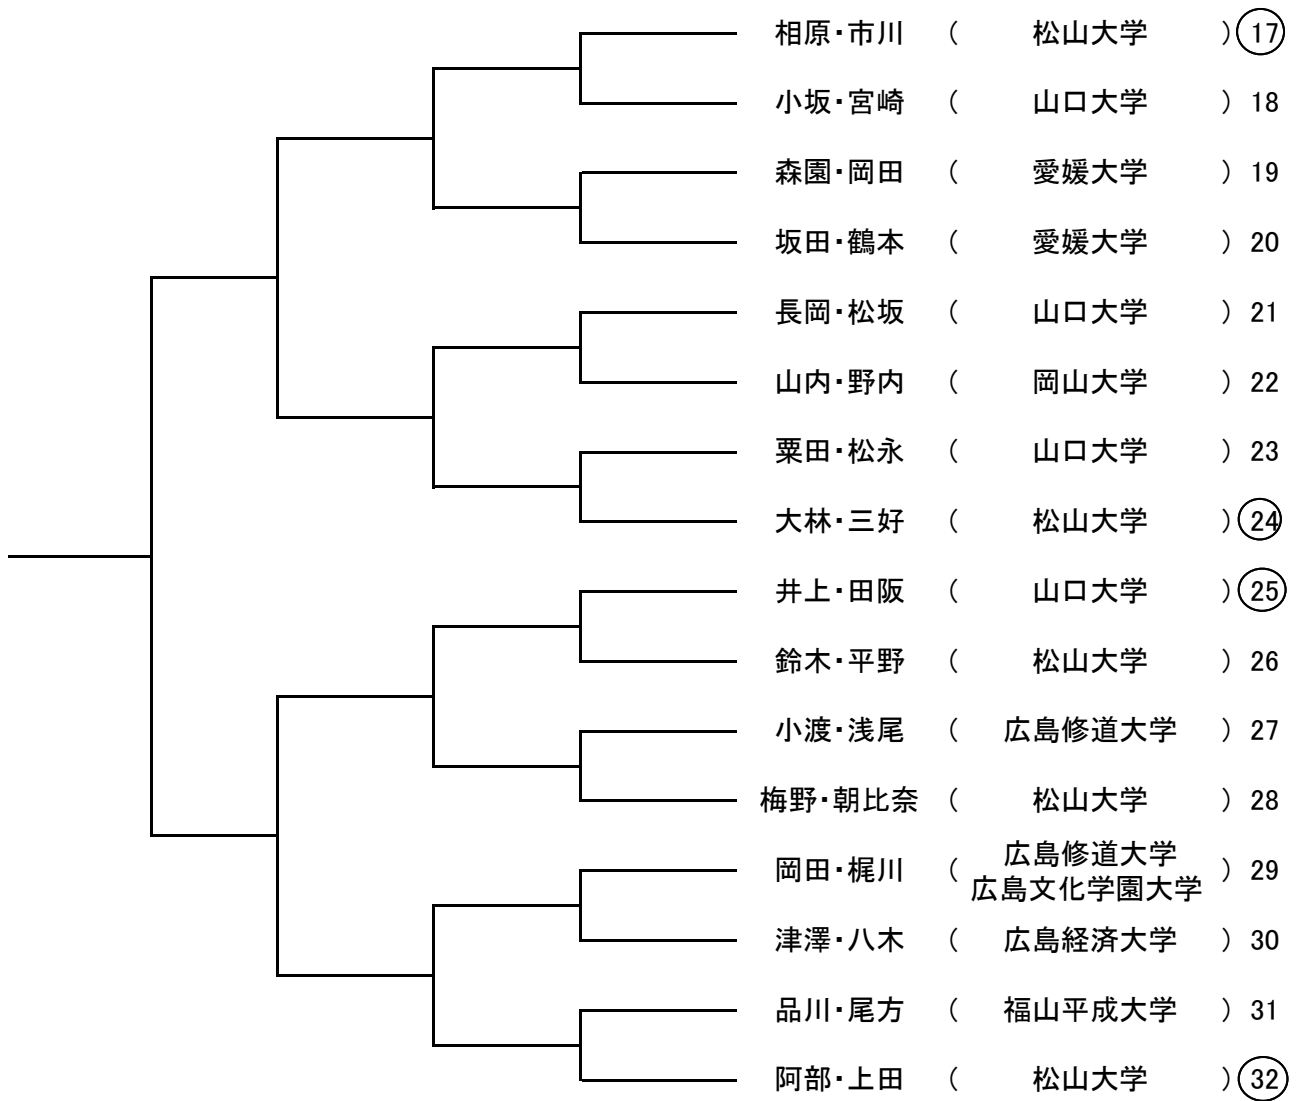 相原・市川 ( 松山大学 ) 17
小坂・宮崎 ( 山口大学 ) 18
森園・岡田 ( 愛媛大学 ) 19
坂田・鶴本 ( 愛媛大学 ) 20
長岡・松坂 ( 山口大学 ) 21
山内・野内 ( 岡山大学 ) 22
粟田・松永 ( 山口大学 ) 23
大林・三好 ( 松山大学 ) 24
井上・田阪 ( 山口大学 ) 25
鈴木・平野 ( 松山大学 ) 26
小渡・浅尾 ( 広島修道大学 ) 27
梅野・朝比奈 ( 松山大学 ) 28
広島修道大学
岡田・梶川 ( ) 29
広島文化学園大学
津澤・八木 ( 広島経済大学 ) 30
品川・尾方 ( 福山平成大学 ) 31
阿部・上田 ( 松山大学 ) 32